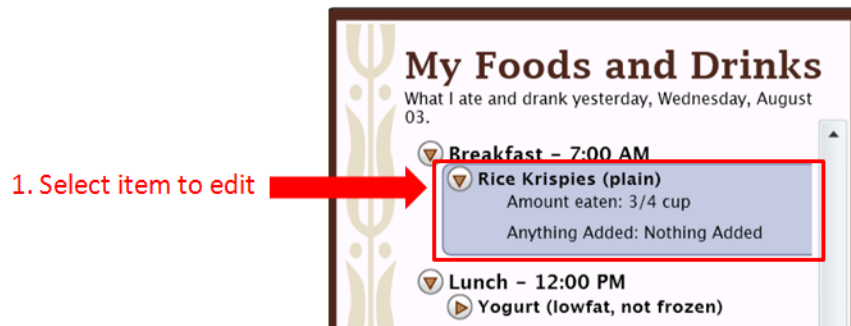 My Foods and Drinks
What I ate and drank yesterday, Wednesday, August
03.
Breakfast – 7:00 AM
1. Select item to edit
Rice Krispies (plain)
Amount eaten: 3/4 cup
Anything Added: Nothing Added
Lunch – 12:00 PM
Yogurt (lowfat, not frozen)